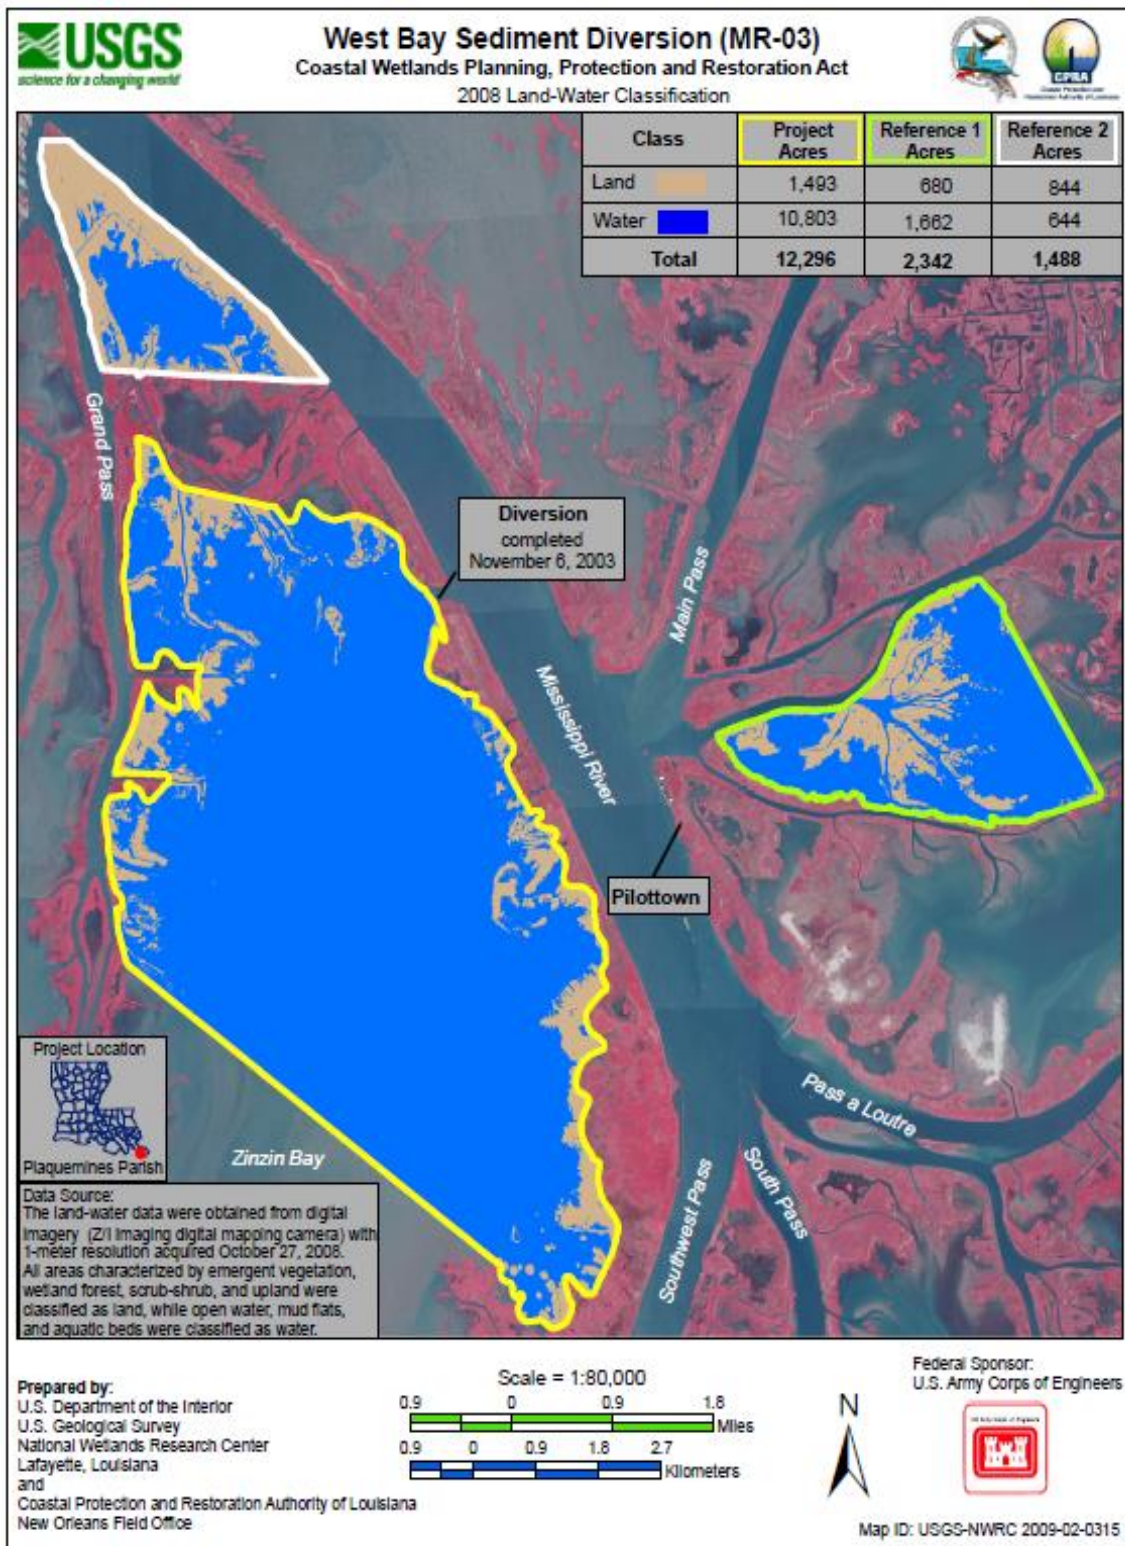 USGS
science for a changing world
West Bay Sediment Diversion (MR-03)
Coastal Wetlands Planning, Protection and Restoration Act
2008 Land-Water Classification
CPRA
Class Project Acres Reference 1 Acres Reference 2 Acres
Land 1,493 680 844
Water 10,803 1,662 644
Total 12,296 2,342 1,488
Grand Pass
Diversion
completed
November 6, 2003
Main Pass
Mississippi River
Pilottown
Project Location
Plaquemines Parish
Zinzin Bay
Pass a Loutre
South Pass
Southwest Pass
Data Source:
The land-water data were obtained from digital
imagery (Z/I imaging digital mapping camera) with
1-meter resolution acquired October 27, 2008.
All areas characterized by emergent vegetation,
wetland forest, scrub-shrub, and upland were
classified as land, while open water, mud flats,
and aquatic beds were classified as water.
Prepared by:
U.S. Department of the Interior
U.S. Geological Survey
National Wetlands Research Center
Lafayette, Louisiana
and
Coastal Protection and Restoration Authority of Louisiana
New Orleans Field Office
Scale = 1:80,000
0.9 0 0.9 1.8
Miles
0.9 0 0.9 1.8 2.7
Kilometers
N
Federal Sponsor:
U.S. Army Corps of Engineers
Map ID: USGS-NWRC 2009-02-0315